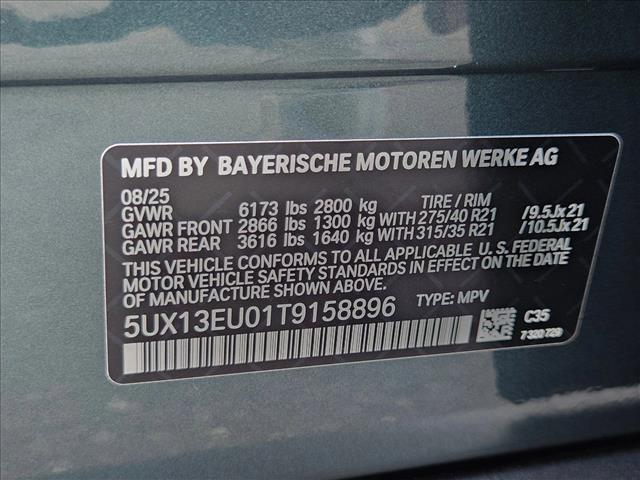 MFD BY BAYERISCHE MOTOREN WERKE AG
08/25
GVWR 6173 lbs 2800 kg TIRE / RIM
GAWR FRONT 2866 lbs 1300 kg WITH 275/40 R21 /9.5Jx21
GAWR REAR 3616 lbs 1640 kg WITH 315/35 R21 /10.5Jx21
THIS VEHICLE CONFORMS TO ALL APPLICABLE U.S. FEDERAL
MOTOR VEHICLE SAFETY STANDARDS IN EFFECT ON THE DATE
OF MANUFACTURE SHOWN ABOVE.
5UX13EU01T9158896 TYPE: MPV
C35